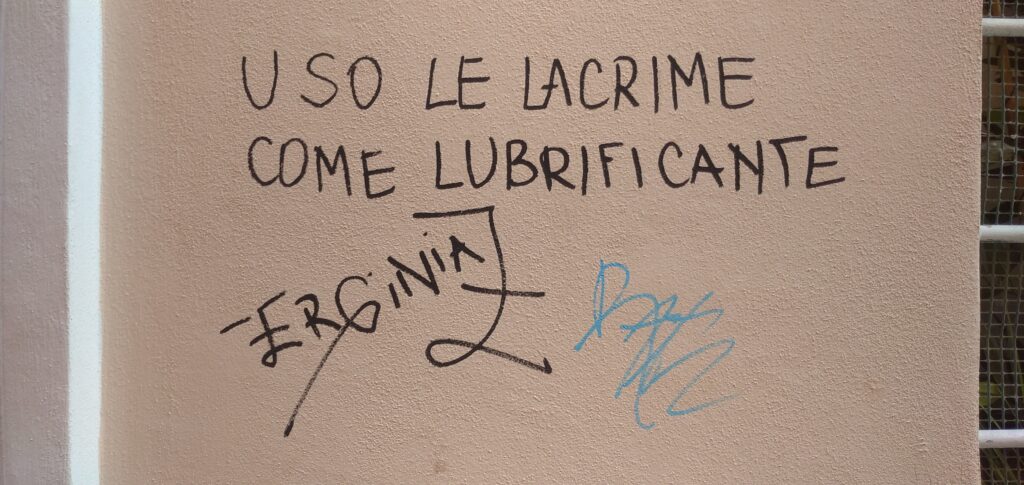 USO LE LACRIME
COME LUBRIFICANTE
ERGINIA